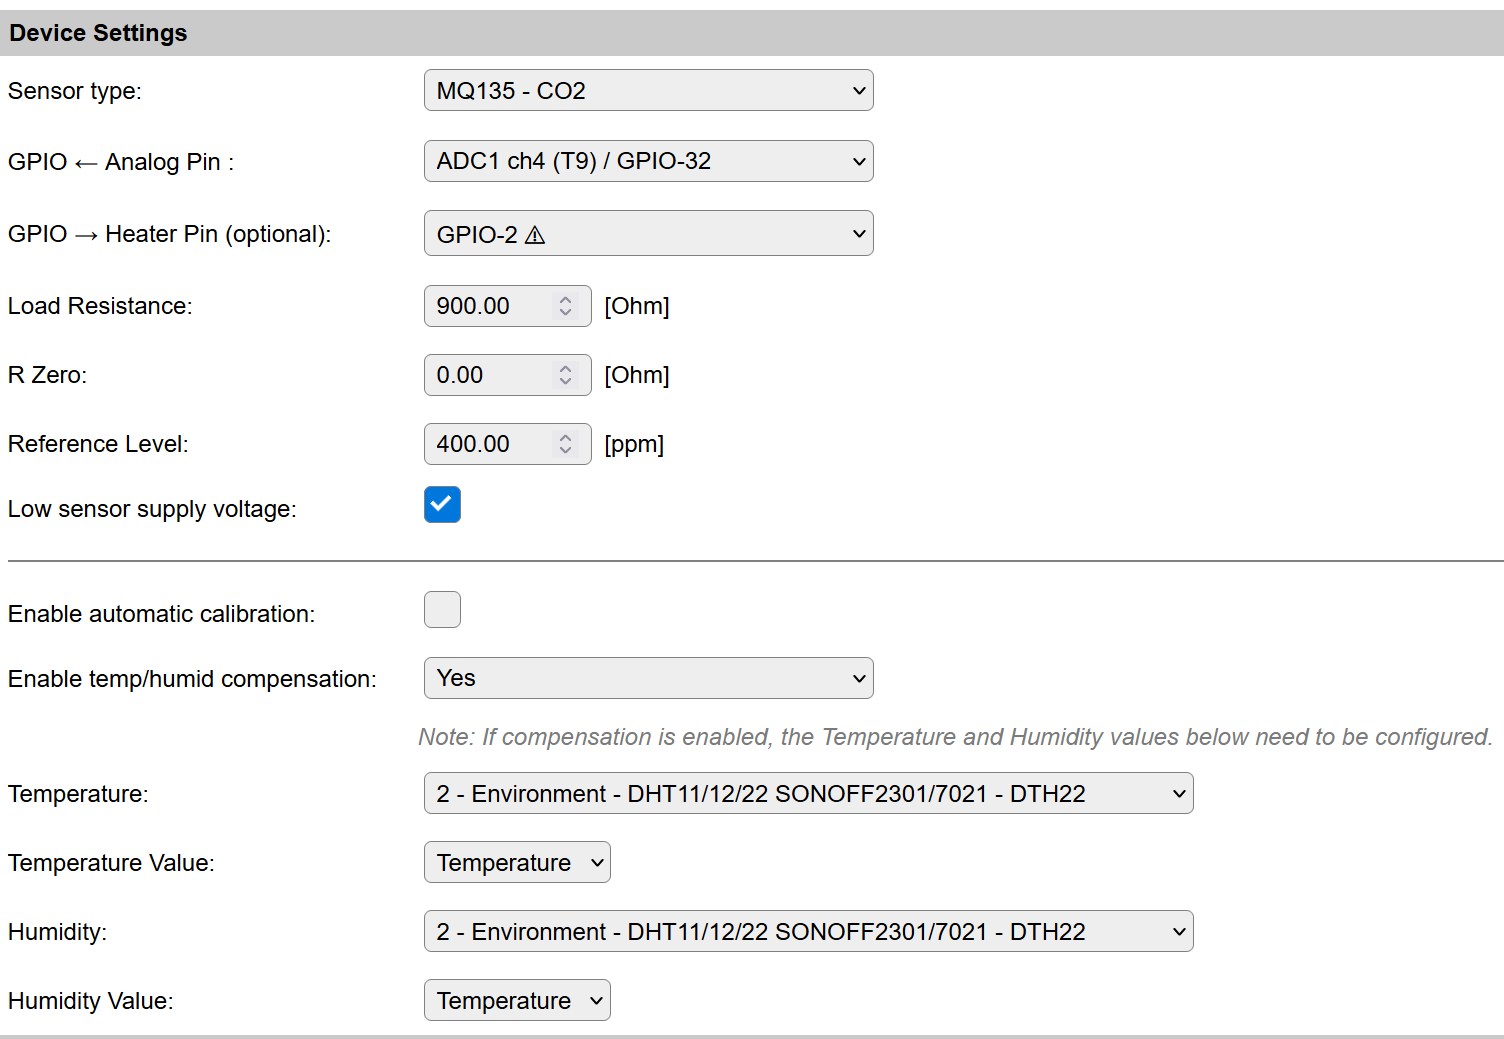 Device Settings
Sensor type: MQ135 - CO2
GPIO ← Analog Pin : ADC1 ch4 (T9) / GPIO-32
GPIO → Heater Pin (optional): GPIO-2 ⚠
Load Resistance: 900.00 [Ohm]
R Zero: 0.00 [Ohm]
Reference Level: 400.00 [ppm]
Low sensor supply voltage:
Enable automatic calibration:
Enable temp/humid compensation: Yes
Note: If compensation is enabled, the Temperature and Humidity values below need to be configured.
Temperature: 2 - Environment - DHT11/12/22 SONOFF2301/7021 - DTH22
Temperature Value: Temperature
Humidity: 2 - Environment - DHT11/12/22 SONOFF2301/7021 - DTH22
Humidity Value: Temperature